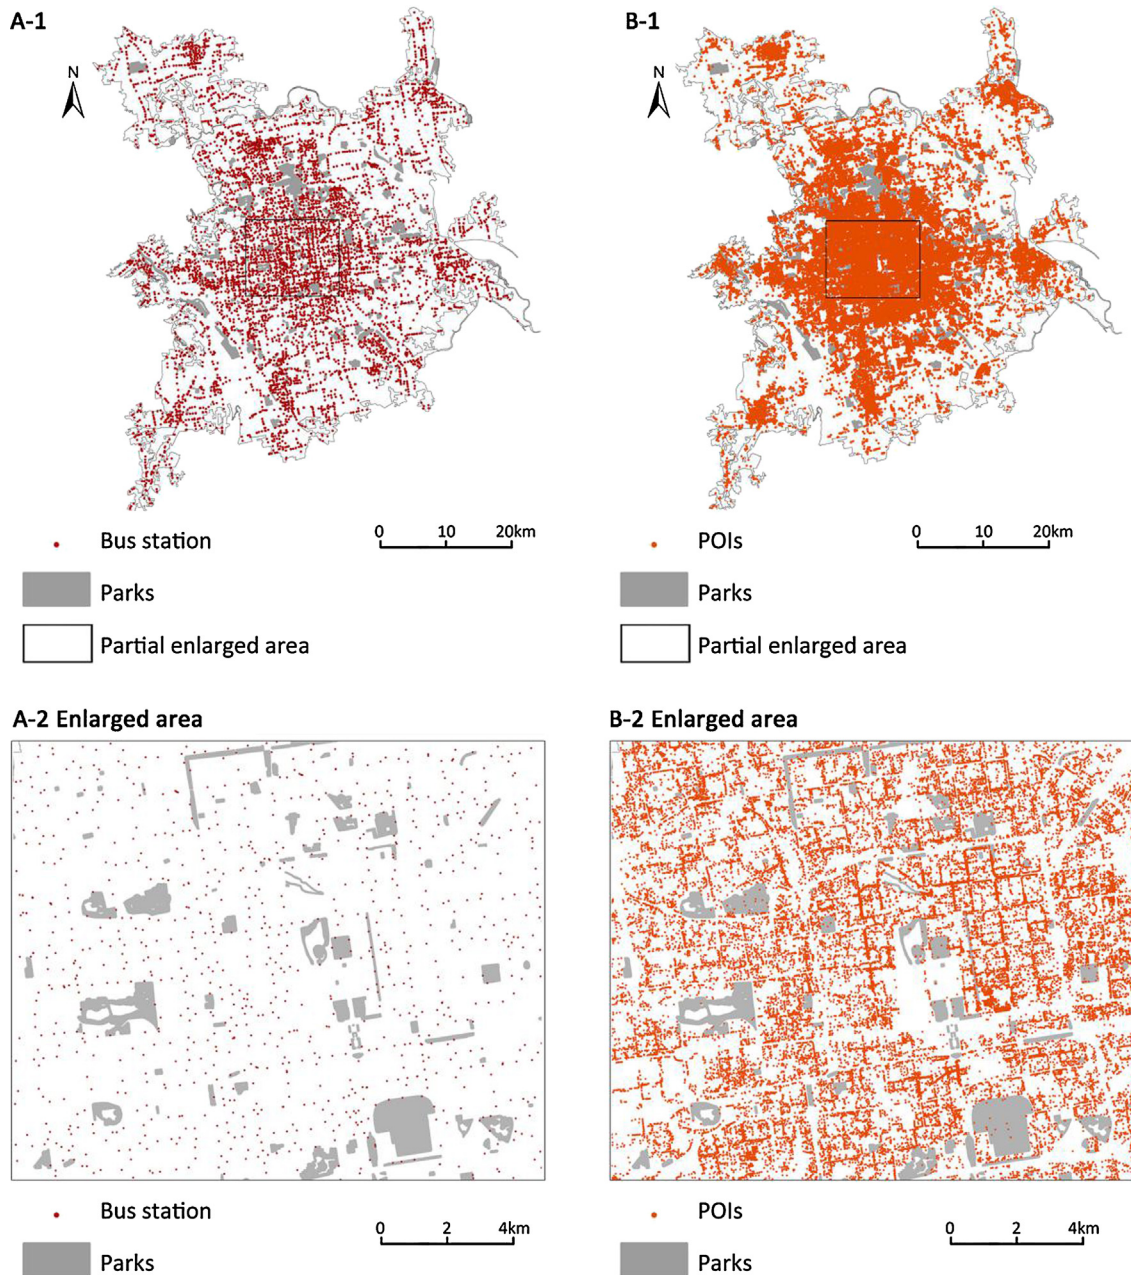 A-1
B-1
N
N
Bus station
0 10 20km
Parks
Partial enlarged area
POIs
0 10 20km
Parks
Partial enlarged area
A-2 Enlarged area
B-2 Enlarged area
Bus station
0 2 4km
Parks
POIs
0 2 4km
Parks